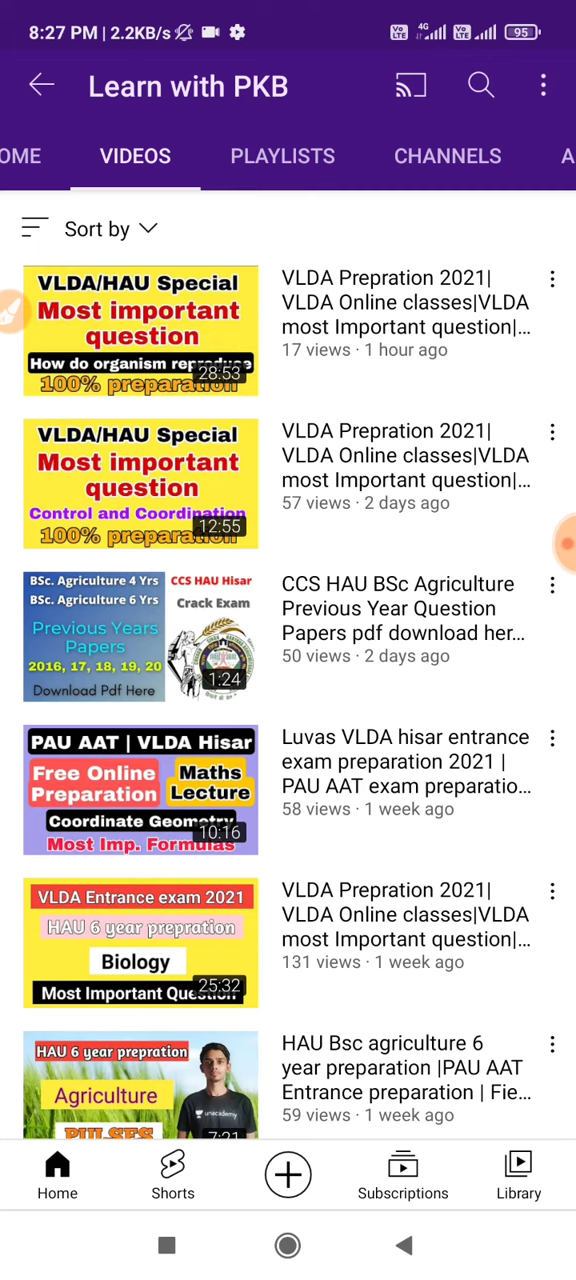 8:27 PM | 2.2KB/s
Vo LTE 4G Vo LTE 95
Learn with PKB
OME VIDEOS PLAYLISTS CHANNELS A
Sort by
VLDA/HAU Special
Most important
question
How do organism reproduce
28:53
100% preparation
VLDA Prepration 2021|
VLDA Online classes|VLDA
most Important question|...
17 views · 1 hour ago
VLDA/HAU Special
Most important
question
Control and Coordination
12:55
100% preparation
VLDA Prepration 2021|
VLDA Online classes|VLDA
most Important question|...
57 views · 2 days ago
BSc. Agriculture 4 Yrs
BSc. Agriculture 6 Yrs
Previous Years
Papers
2016, 17, 18, 19, 20
Download Pdf Here
CCS HAU Hisar
Crack Exam
1:24
CCS HAU BSc Agriculture
Previous Year Question
Papers pdf download her...
50 views · 2 days ago
PAU AAT | VLDA Hisar
Free Online
Preparation
Maths
Lecture
Coordinate Geometry
10:16
Most Imp. Formulas
Luvas VLDA hisar entrance
exam preparation 2021 |
PAU AAT exam preparatio...
58 views · 1 week ago
VLDA Entrance exam 2021
HAU 6 year prepration
Biology
25:32
Most Important Question
VLDA Prepration 2021|
VLDA Online classes|VLDA
most Important question|...
131 views · 1 week ago
HAU 6 year prepration
Agriculture
unacademy
PULSES
7:21
HAU Bsc agriculture 6
year preparation |PAU AAT
Entrance preparation | Fie...
59 views · 1 week ago
Home Shorts Subscriptions Library